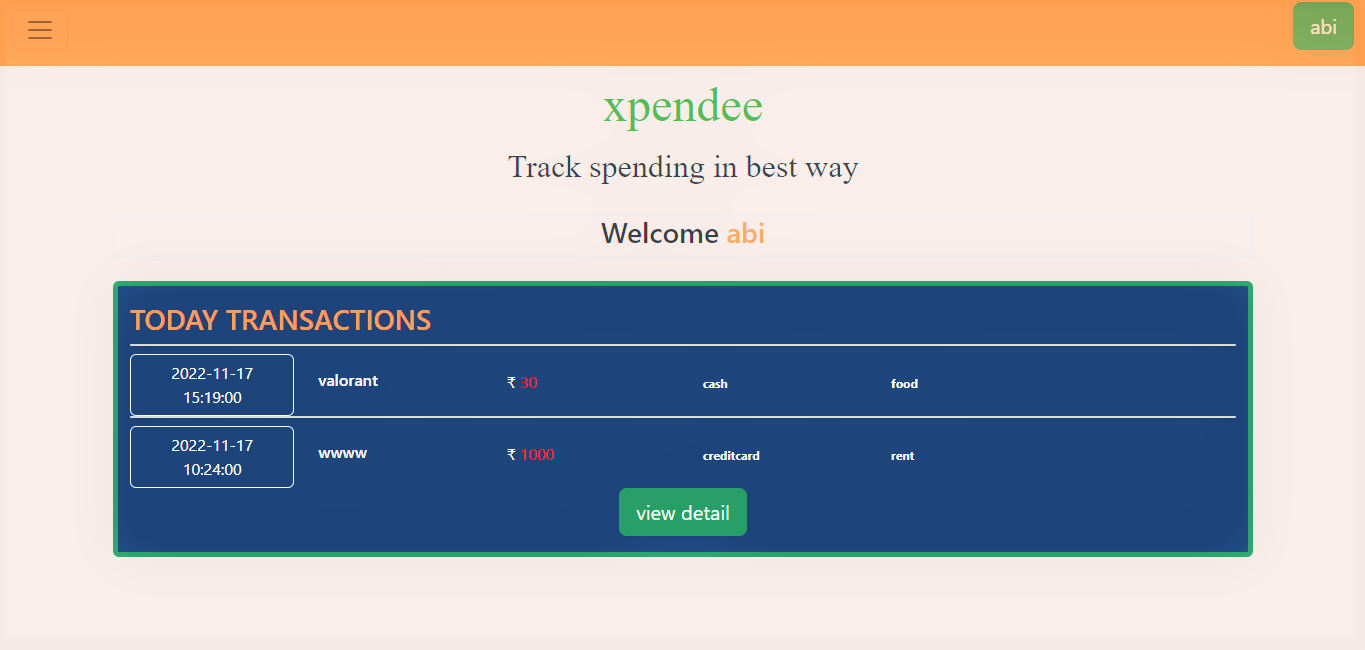 abi
xpendee
Track spending in best way
Welcome abi
TODAY TRANSACTIONS
2022-11-17
15:19:00
valorant
₹ 30
cash
food
2022-11-17
10:24:00
wwww
₹ 1000
creditcard
rent
view detail